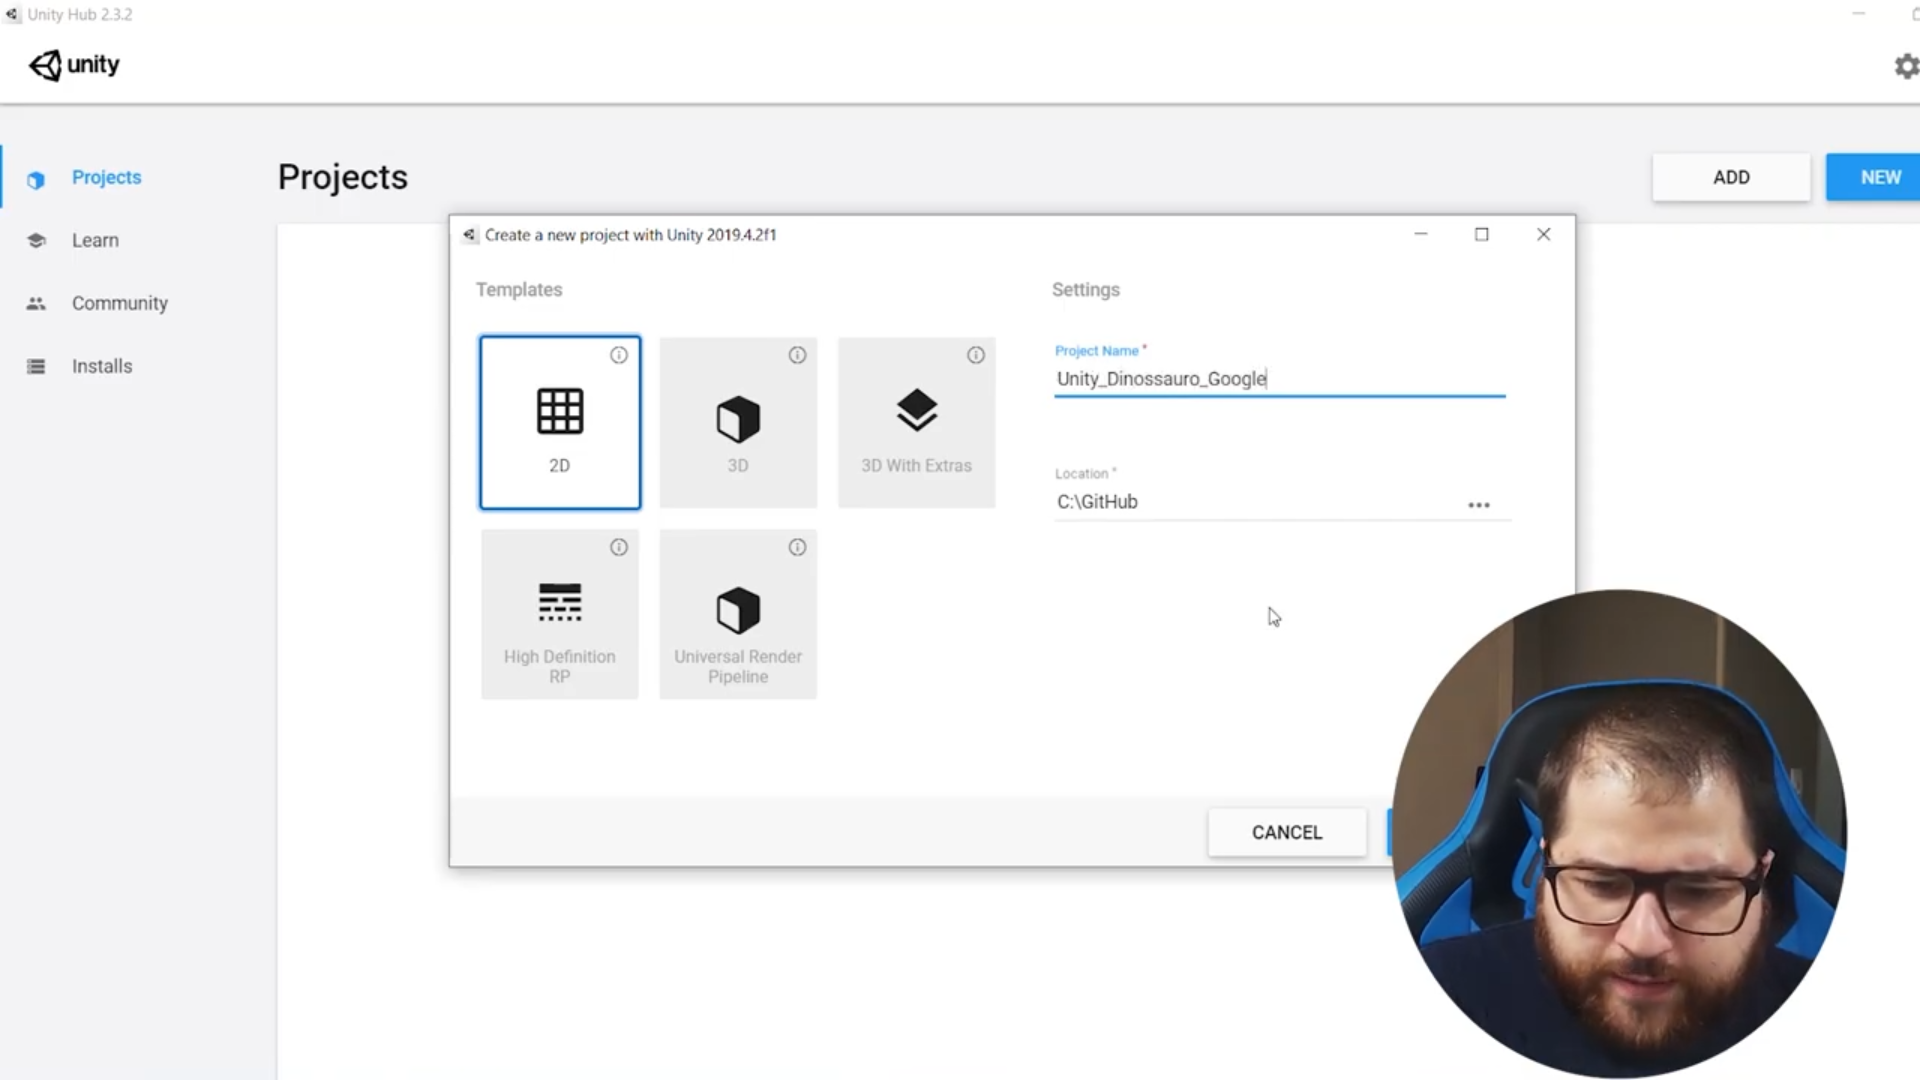 Unity Hub 2.3.2
unity
Projects
Learn
Community
Installs
Projects
ADD
NEW
Create a new project with Unity 2019.4.2f1
Templates
2D
3D
3D With Extras
High Definition
RP
Universal Render
Pipeline
Settings
Project Name *
Unity_Dinossauro_Google
Location *
C:\GitHub
CANCEL